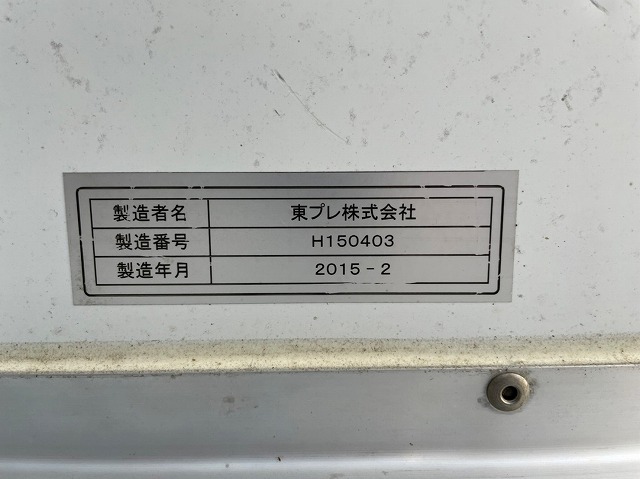 製造者名 東プレ株式会社
製造番号 H150403
製造年月 2015-2